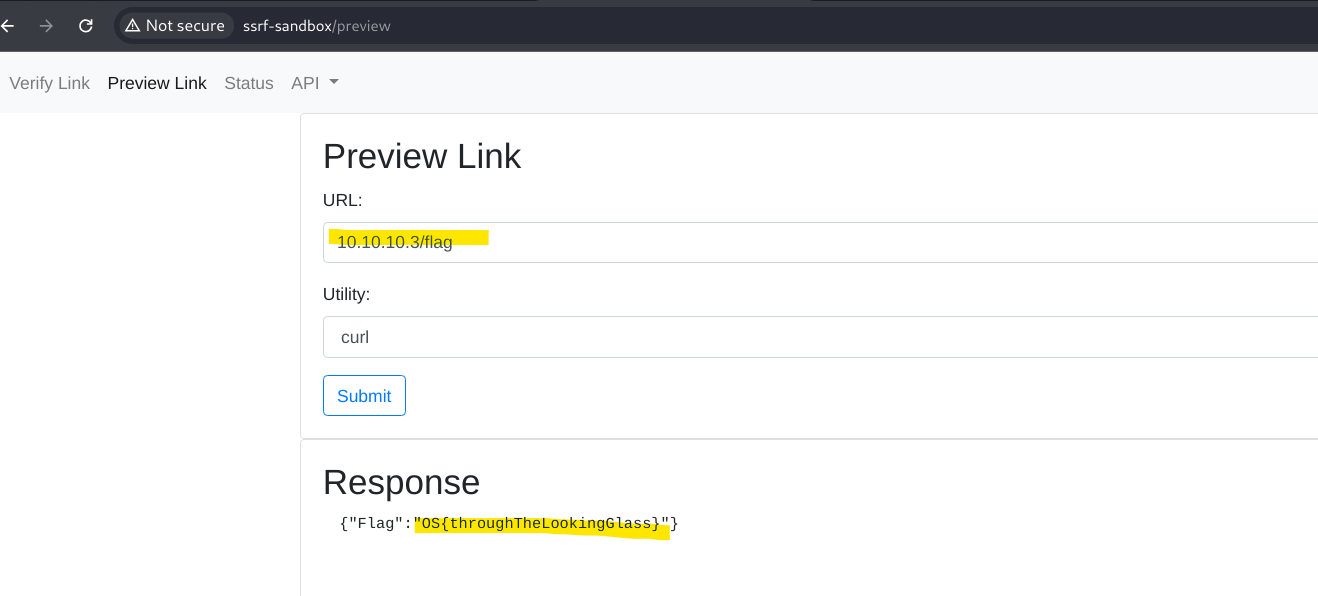 Not secure ssrf-sandbox/preview
Verify Link Preview Link Status API
Preview Link
URL:
10.10.10.3/flag
Utility:
curl
Submit
Response
{"Flag":"OS{throughTheLookingGlass}"}